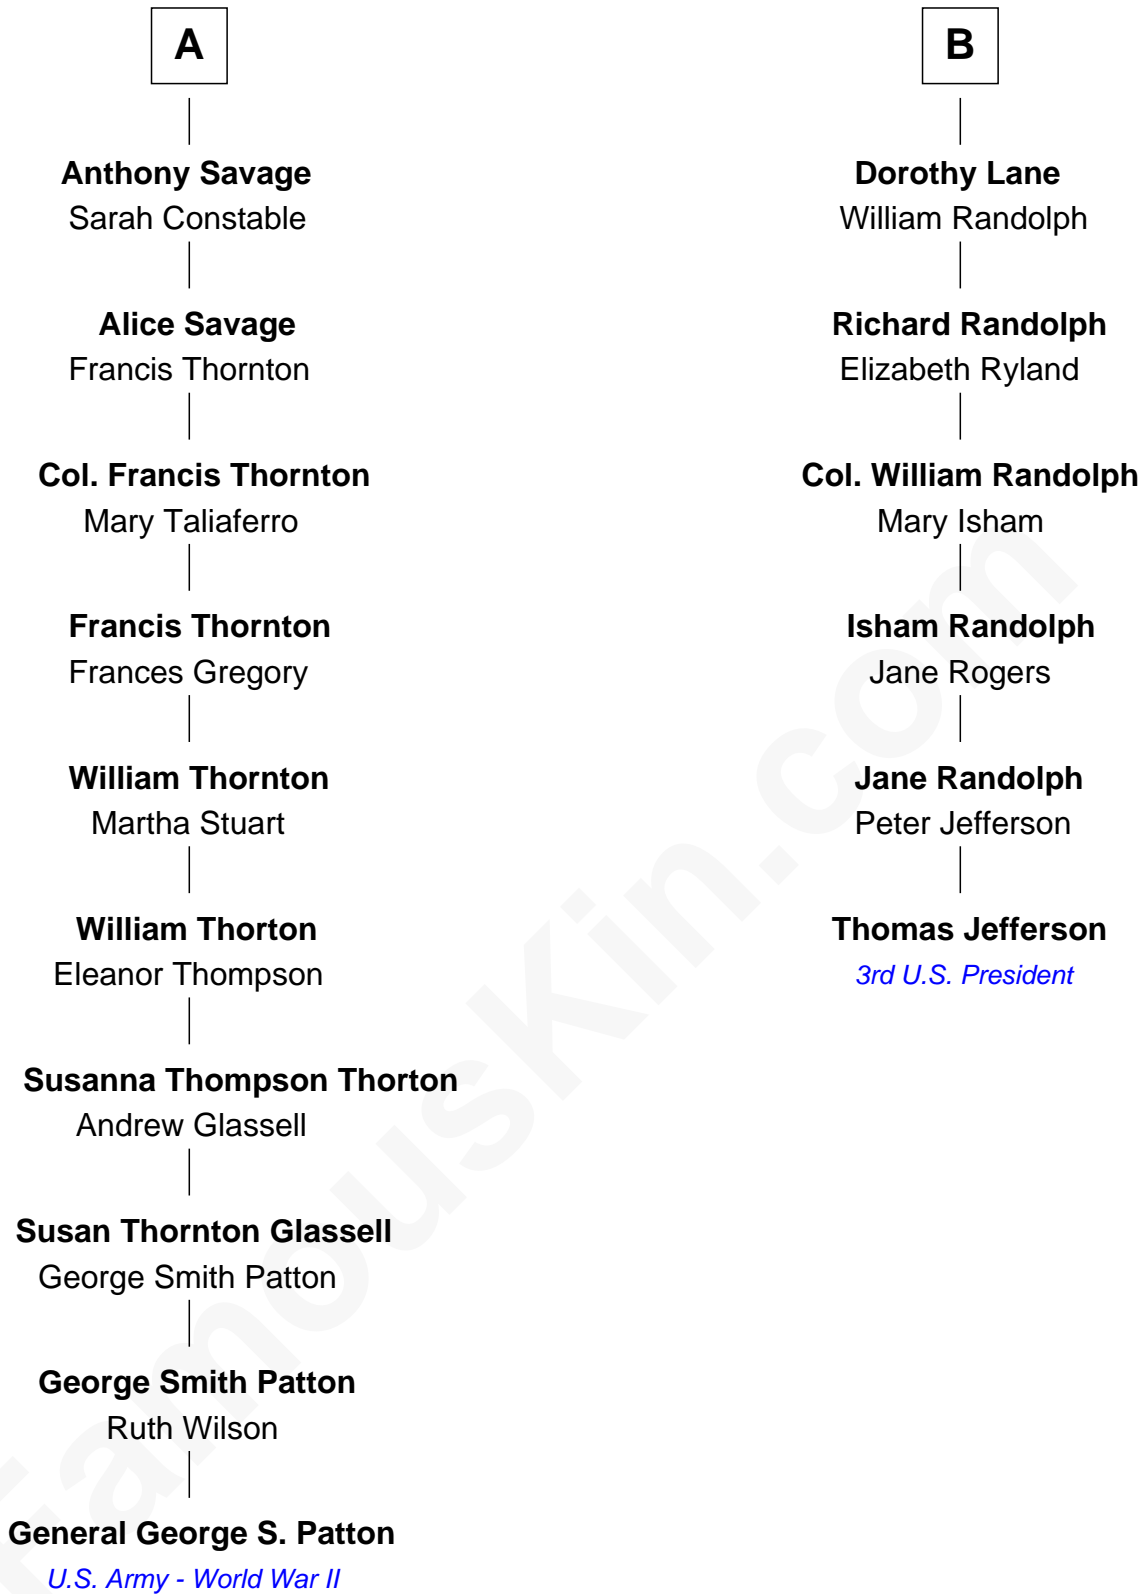 A
Anthony Savage
Sarah Constable
Alice Savage
Francis Thornton
Col. Francis Thornton
Mary Taliaferro
Francis Thornton
Frances Gregory
William Thornton
Martha Stuart
William Thorton
Eleanor Thompson
Susanna Thompson Thorton
Andrew Glassell
Susan Thornton Glassell
George Smith Patton
George Smith Patton
Ruth Wilson
General George S. Patton
U.S. Army - World War II
B
Dorothy Lane
William Randolph
Richard Randolph
Elizabeth Ryland
Col. William Randolph
Mary Isham
Isham Randolph
Jane Rogers
Jane Randolph
Peter Jefferson
Thomas Jefferson
3rd U.S. President
FamousKin.com